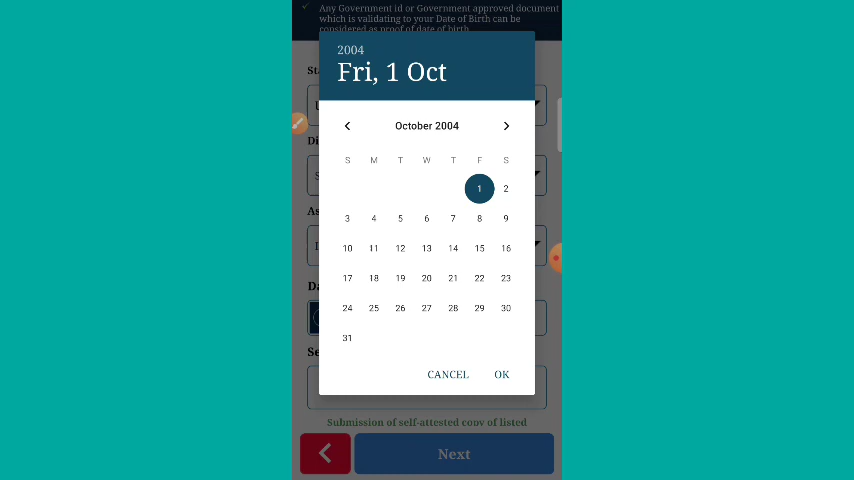 Any Government id or Government approved document
which is validating to your Date of Birth can be
considered as proof of date of birth
2004
Fri, 1 Oct
October 2004
S M T W T F S
1 2
3 4 5 6 7 8 9
10 11 12 13 14 15 16
17 18 19 20 21 22 23
24 25 26 27 28 29 30
31
CANCEL OK
Submission of self-attested copy of listed
Next